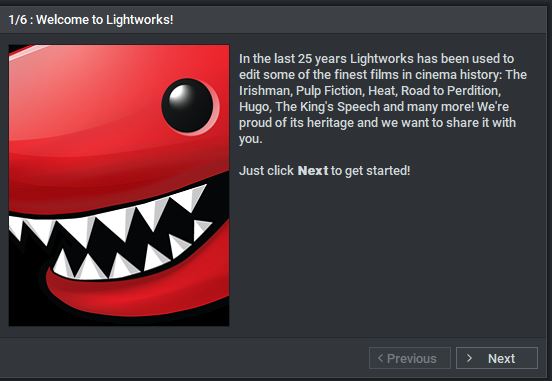 1/6 : Welcome to Lightworks!
In the last 25 years Lightworks has been used to
edit some of the finest films in cinema history: The
Irishman, Pulp Fiction, Heat, Road to Perdition,
Hugo, The King's Speech and many more! We're
proud of its heritage and we want to share it with
you.
Just click Next to get started!
Previous
Next